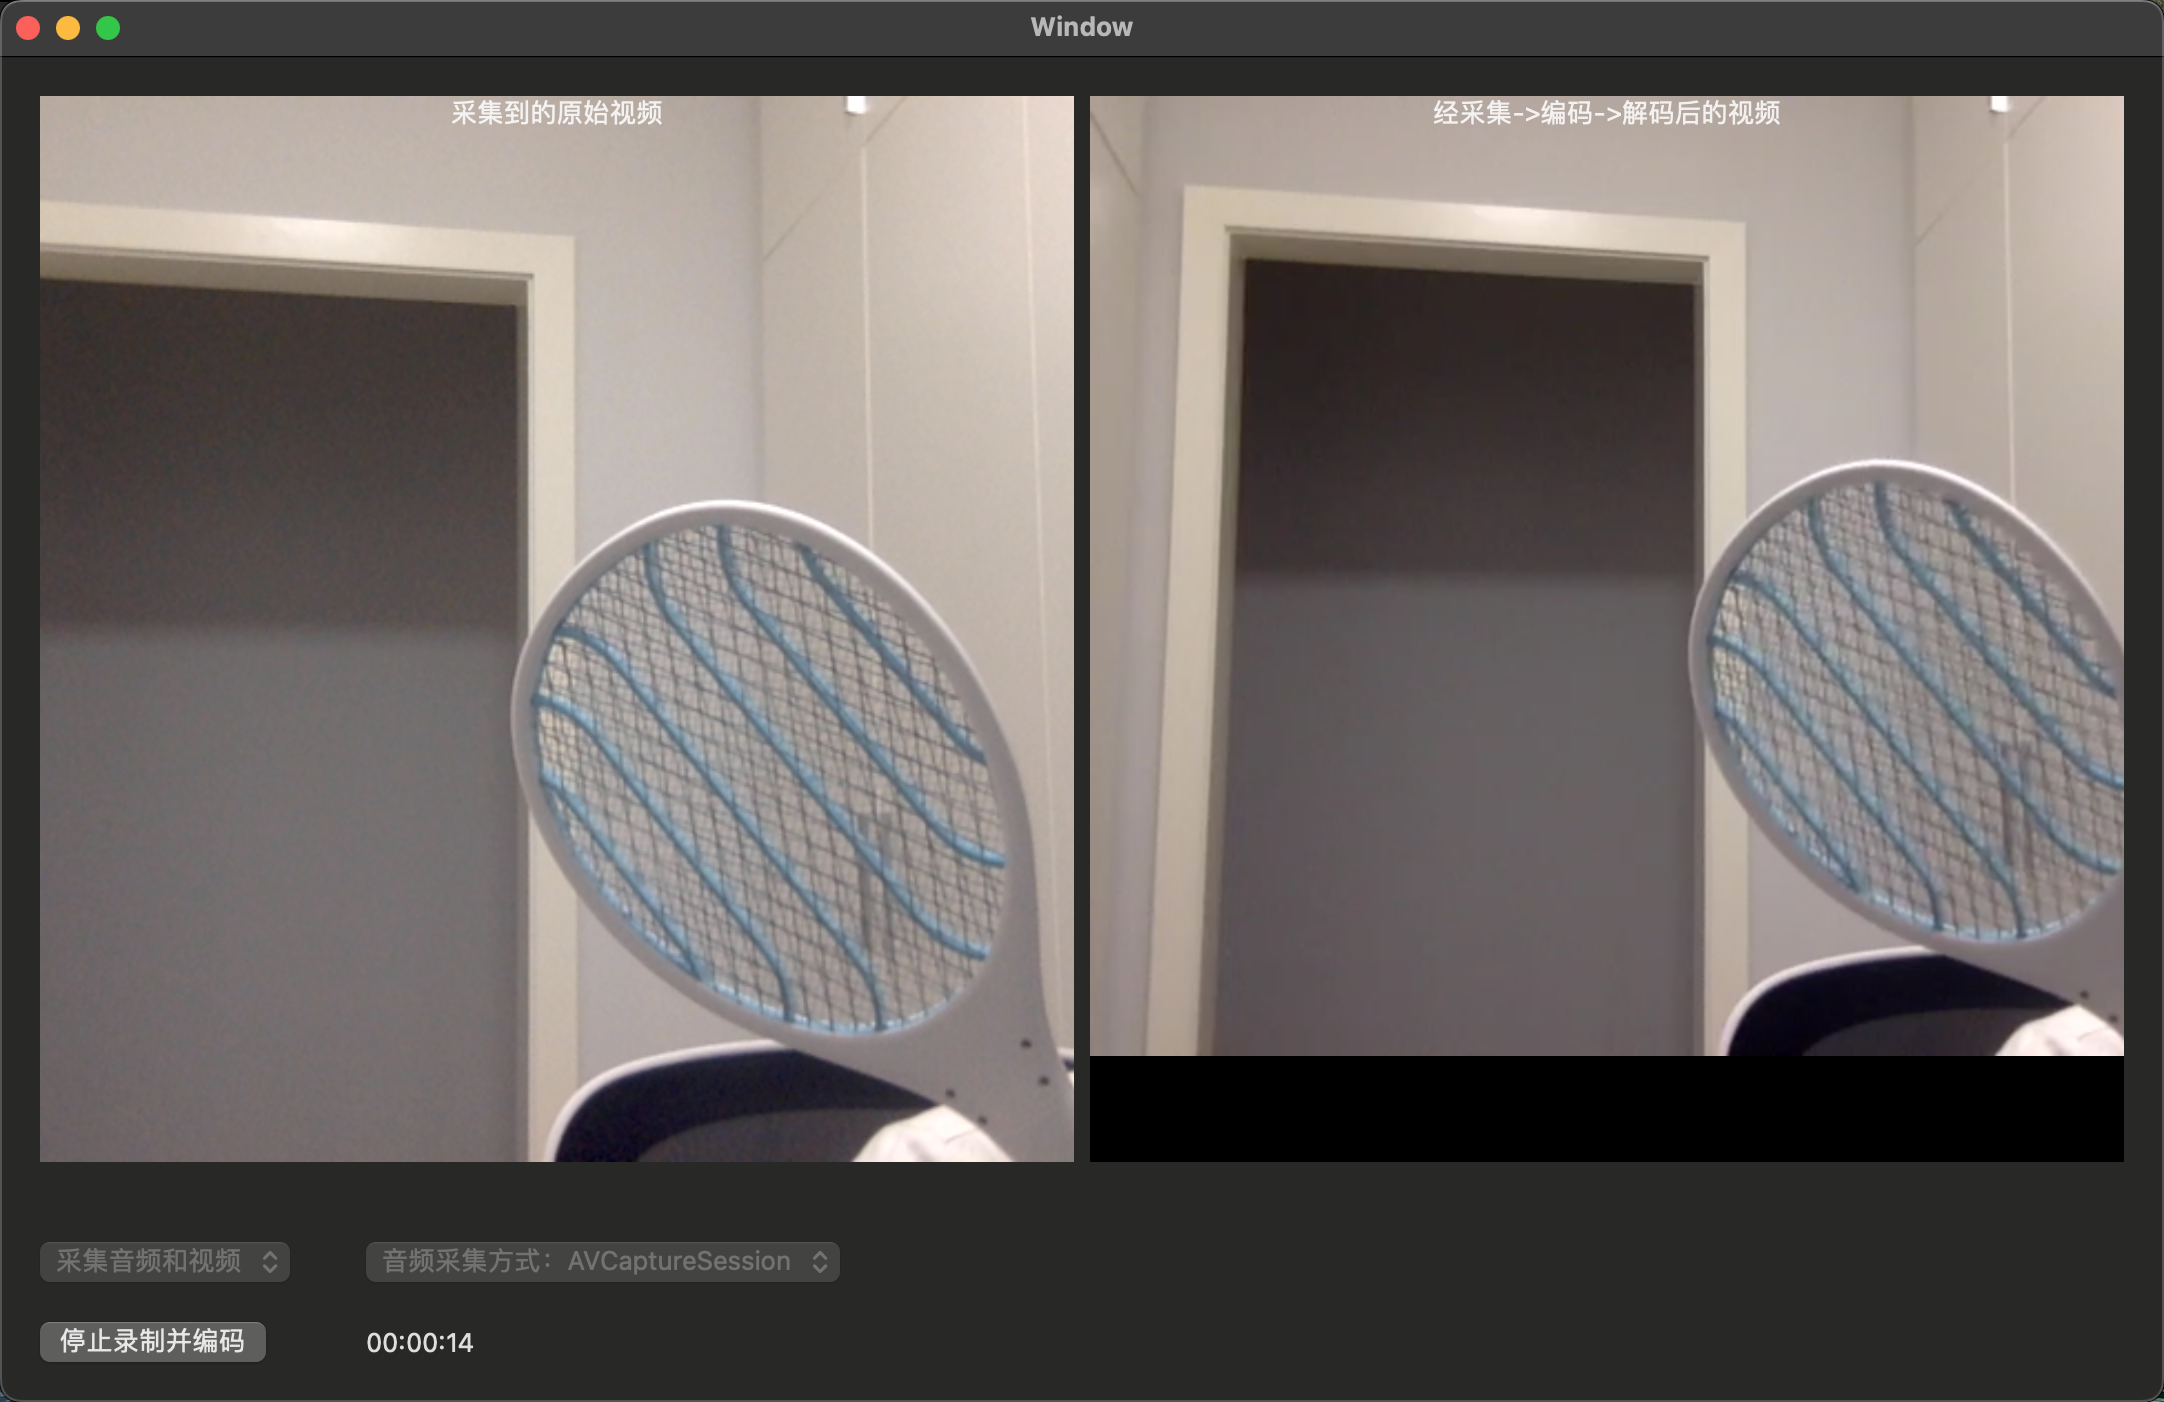 Window
采集到的原始视频
经采集->编码->解码后的视频
采集音频和视频
音频采集方式：AVCaptureSession
停止录制并编码
00:00:14